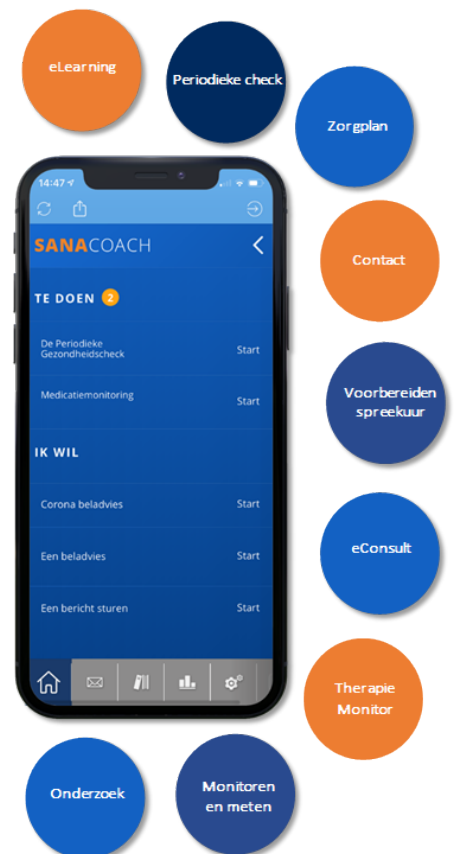 eLearning
Periodieke check
Zorgplan
Contact
Voorbereiden
spreekuur
eConsult
Therapie
Monitor
Monitoren
en meten
Onderzoek
14:47
SANACOACH
TE DOEN 2
De Periodieke
Gezondheidscheck
Start
Medicatiemonitoring
Start
IK WIL
Corona beladvies
Start
Een beladvies
Start
Een bericht sturen
Start